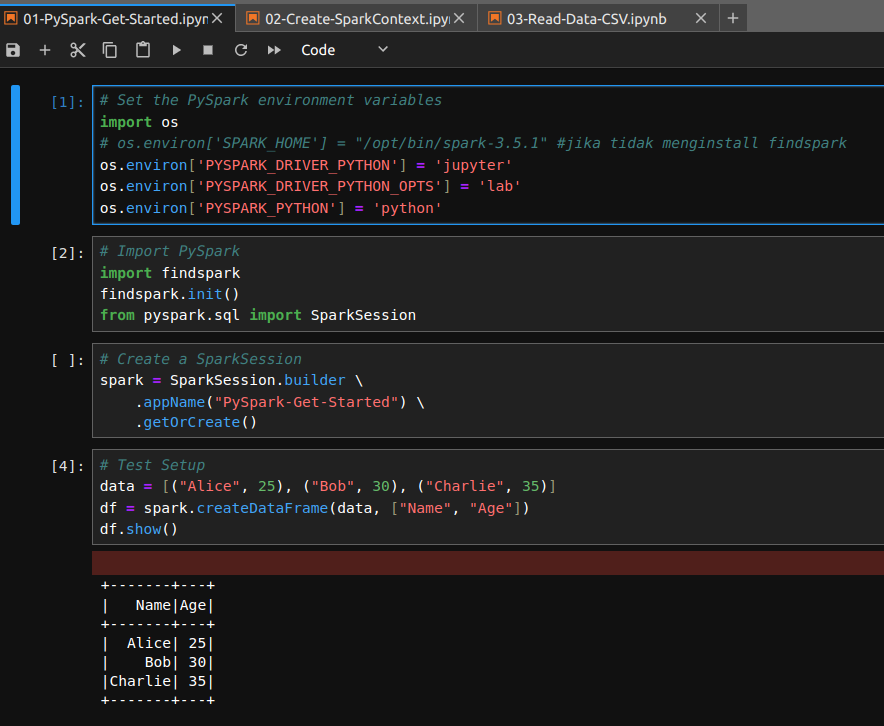 01-PySpark-Get-Started.ipyn
02-Create-SparkContext.ipy
03-Read-Data-CSV.ipynb
Code
[1]:
# Set the PySpark environment variables
import os
# os.environ['SPARK_HOME'] = "/opt/bin/spark-3.5.1" #jika tidak menginstall findspark
os.environ['PYSPARK_DRIVER_PYTHON'] = 'jupyter'
os.environ['PYSPARK_DRIVER_PYTHON_OPTS'] = 'lab'
os.environ['PYSPARK_PYTHON'] = 'python'
[2]:
# Import PySpark
import findspark
findspark.init()
from pyspark.sql import SparkSession
[ ]:
# Create a SparkSession
spark = SparkSession.builder \
    .appName("PySpark-Get-Started") \
    .getOrCreate()
[4]:
# Test Setup
data = [("Alice", 25), ("Bob", 30), ("Charlie", 35)]
df = spark.createDataFrame(data, ["Name", "Age"])
df.show()
+-------+---+
|   Name|Age|
+-------+---+
|  Alice| 25|
|    Bob| 30|
|Charlie| 35|
+-------+---+